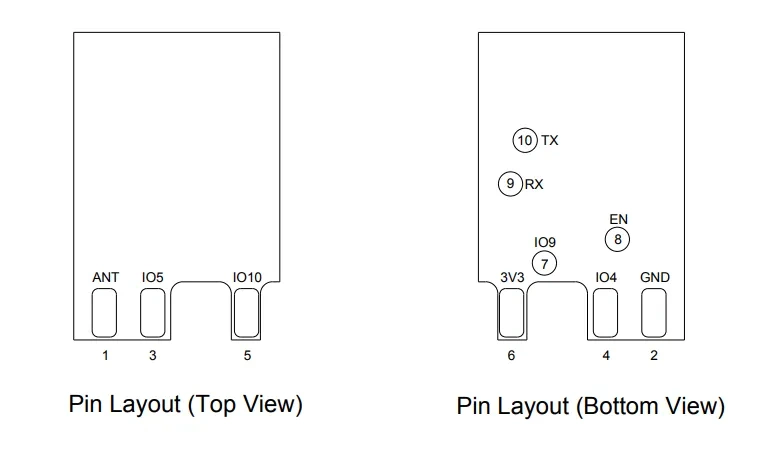 ANT IO5 IO10
1 3 5
Pin Layout (Top View)
10 TX
9 RX
EN
8
IO9
7
3V3 IO4 GND
6 4 2
Pin Layout (Bottom View)